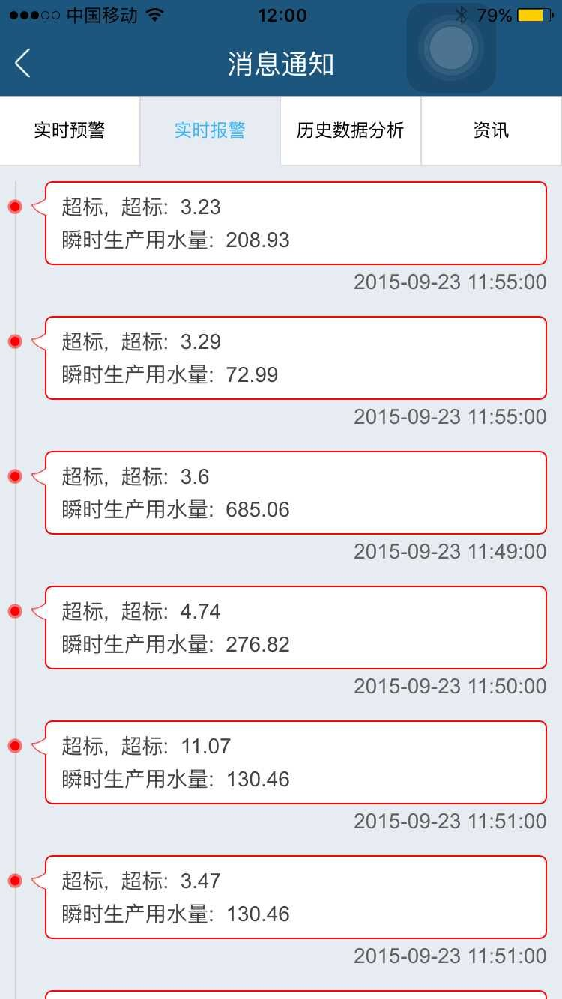 中国移动 12:00 79%
消息通知
实时预警 实时报警 历史数据分析 资讯
超标, 超标: 3.23
瞬时生产用水量: 208.93
2015-09-23 11:55:00
超标, 超标: 3.29
瞬时生产用水量: 72.99
2015-09-23 11:55:00
超标, 超标: 3.6
瞬时生产用水量: 685.06
2015-09-23 11:49:00
超标, 超标: 4.74
瞬时生产用水量: 276.82
2015-09-23 11:50:00
超标, 超标: 11.07
瞬时生产用水量: 130.46
2015-09-23 11:51:00
超标, 超标: 3.47
瞬时生产用水量: 130.46
2015-09-23 11:51:00